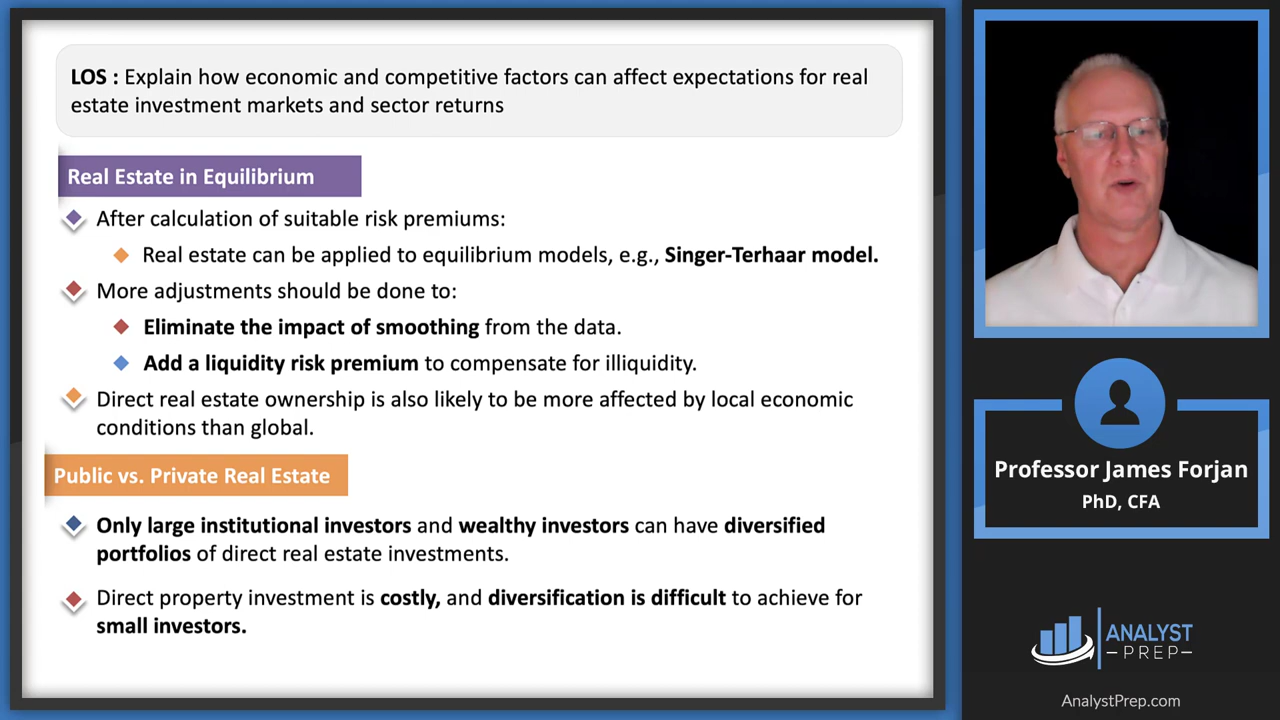 LOS : Explain how economic and competitive factors can affect expectations for real
estate investment markets and sector returns
Real Estate in Equilibrium
After calculation of suitable risk premiums:
Real estate can be applied to equilibrium models, e.g., Singer-Terhaar model.
More adjustments should be done to:
Eliminate the impact of smoothing from the data.
Add a liquidity risk premium to compensate for illiquidity.
Direct real estate ownership is also likely to be more affected by local economic
conditions than global.
Public vs. Private Real Estate
Only large institutional investors and wealthy investors can have diversified
portfolios of direct real estate investments.
Direct property investment is costly, and diversification is difficult to achieve for
small investors.
Professor James Forjan
PhD, CFA
ANALYST
PREP
AnalystPrep.com